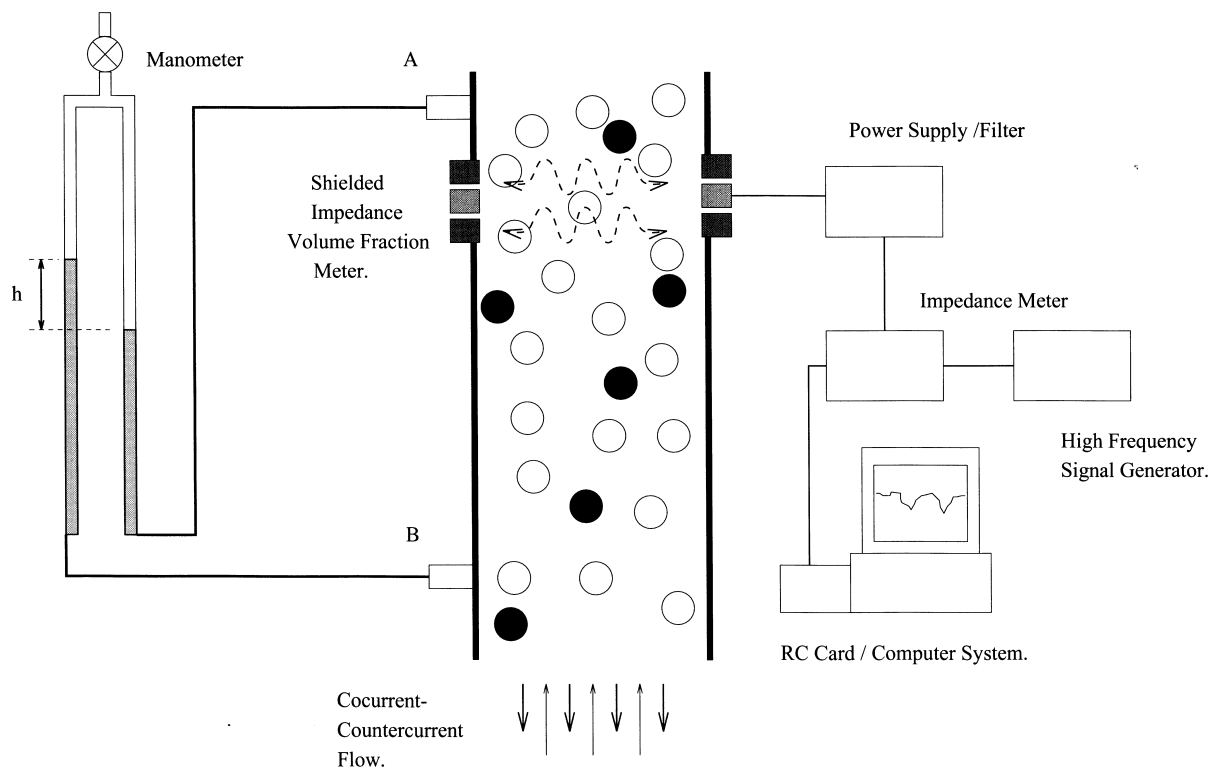 Manometer
A
Power Supply /Filter
Shielded
Impedance
Volume Fraction
Meter.
h
Impedance Meter
High Frequency
Signal Generator.
B
RC Card / Computer System.
Cocurrent-
Countercurrent
Flow.